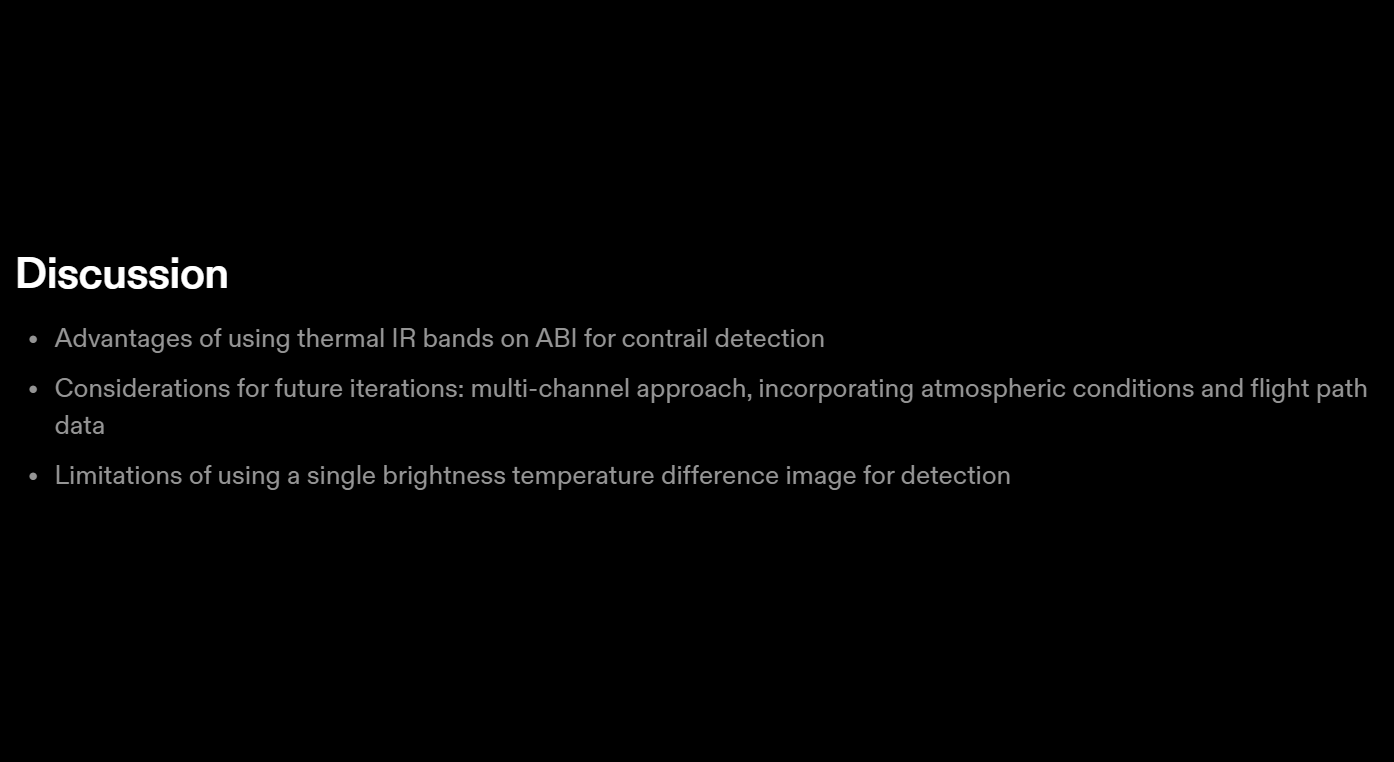 Discussion
• Advantages of using thermal IR bands on ABI for contrail detection
• Considerations for future iterations: multi-channel approach, incorporating atmospheric conditions and flight path
data
• Limitations of using a single brightness temperature difference image for detection